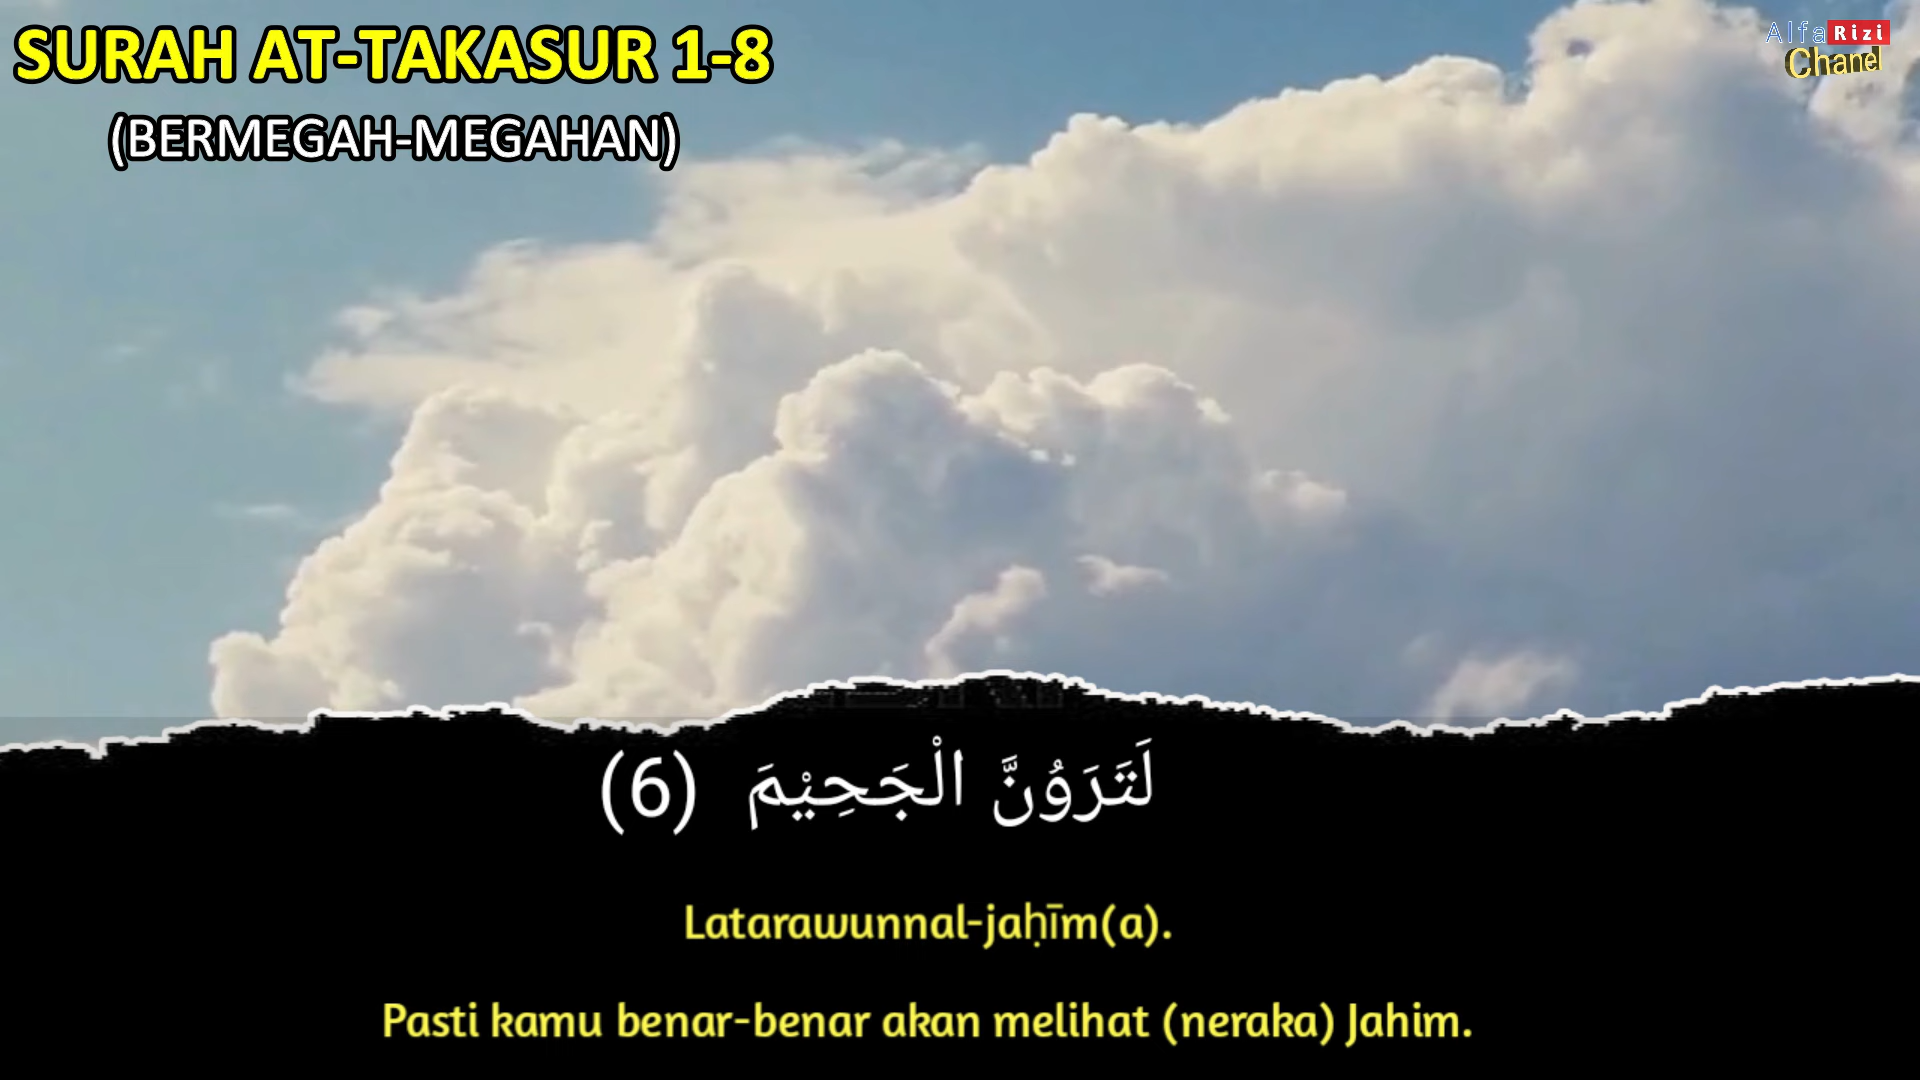 SURAH AT-TAKASUR 1-8
(BERMEGAH-MEGAHAN)
Alfa Rizi
Chanel
لَتَرَوُنَّ الْجَحِيْمَ (6)
Latarawunnal-jaḥīm(a).
Pasti kamu benar-benar akan melihat (neraka) Jahim.